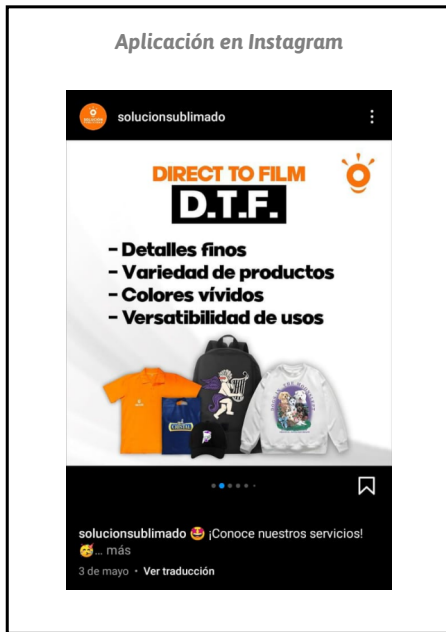 Aplicación en Instagram
solucionsublimado
DIRECT TO FILM
D.T.F.
- Detalles finos
- Variedad de productos
- Colores vívidos
- Versatibilidad de usos
solucionsublimado 🤩 ¡Conoce nuestros servicios!
🥳... más
3 de mayo • Ver traducción